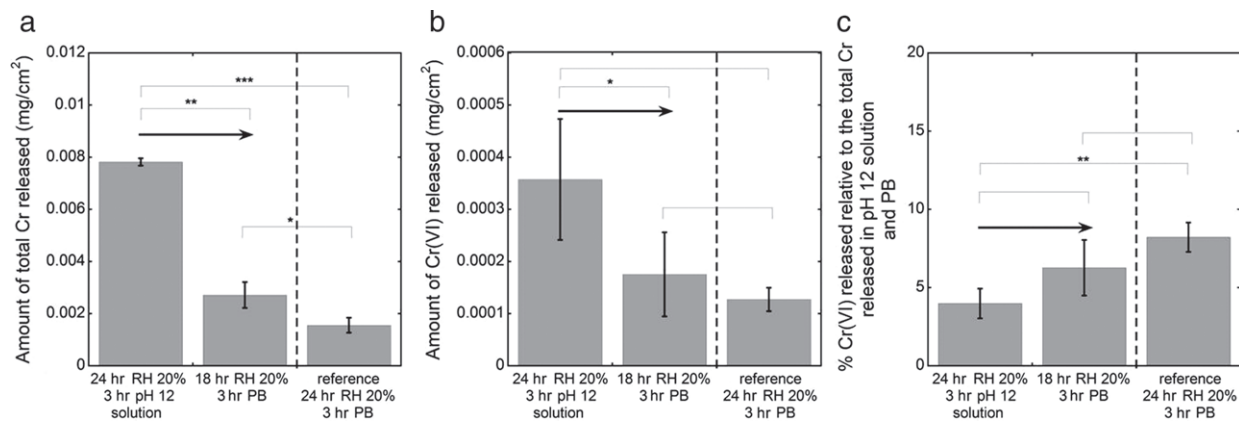 a
Amount of total Cr released (mg/cm²)
0.012
0.01
0.008
0.006
0.004
0.002
0
***
**
*
24 hr RH 20%
3 hr pH 12
solution
18 hr RH 20%
3 hr PB
reference
24 hr RH 20%
3 hr PB
b
Amount of Cr(VI) released (mg/cm²)
0.0006
0.0005
0.0004
0.0003
0.0002
0.0001
0
*
24 hr RH 20%
3 hr pH 12
solution
18 hr RH 20%
3 hr PB
reference
24 hr RH 20%
3 hr PB
c
% Cr(VI) released relative to the total Cr
released in pH 12 solution
and PB
20
15
10
5
0
**
24 hr RH 20%
3 hr pH 12
solution
18 hr RH 20%
3 hr PB
reference
24 hr RH 20%
3 hr PB